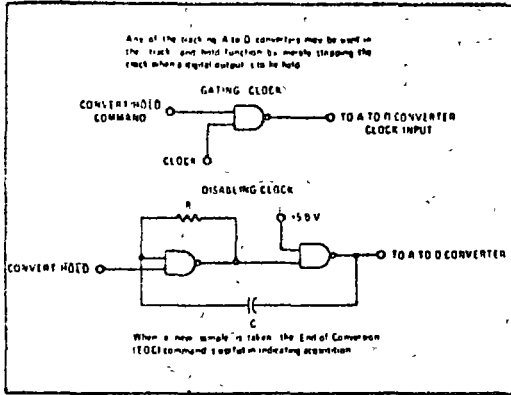 Any of the tracking A to D converters may be used in
the track and hold function by merely stopping the
clock when a digital output is to be held
GATING CLOCK
CONVERT HOLD
COMMAND
TO A TO D CONVERTER
CLOCK INPUT
CLOCK
DISABLING CLOCK
R
+5.0 V
CONVERT HOLD
TO A TO D CONVERTER
C
When a new sample is taken the End of Conversion
(EOC) command is useful in indicating acquisition